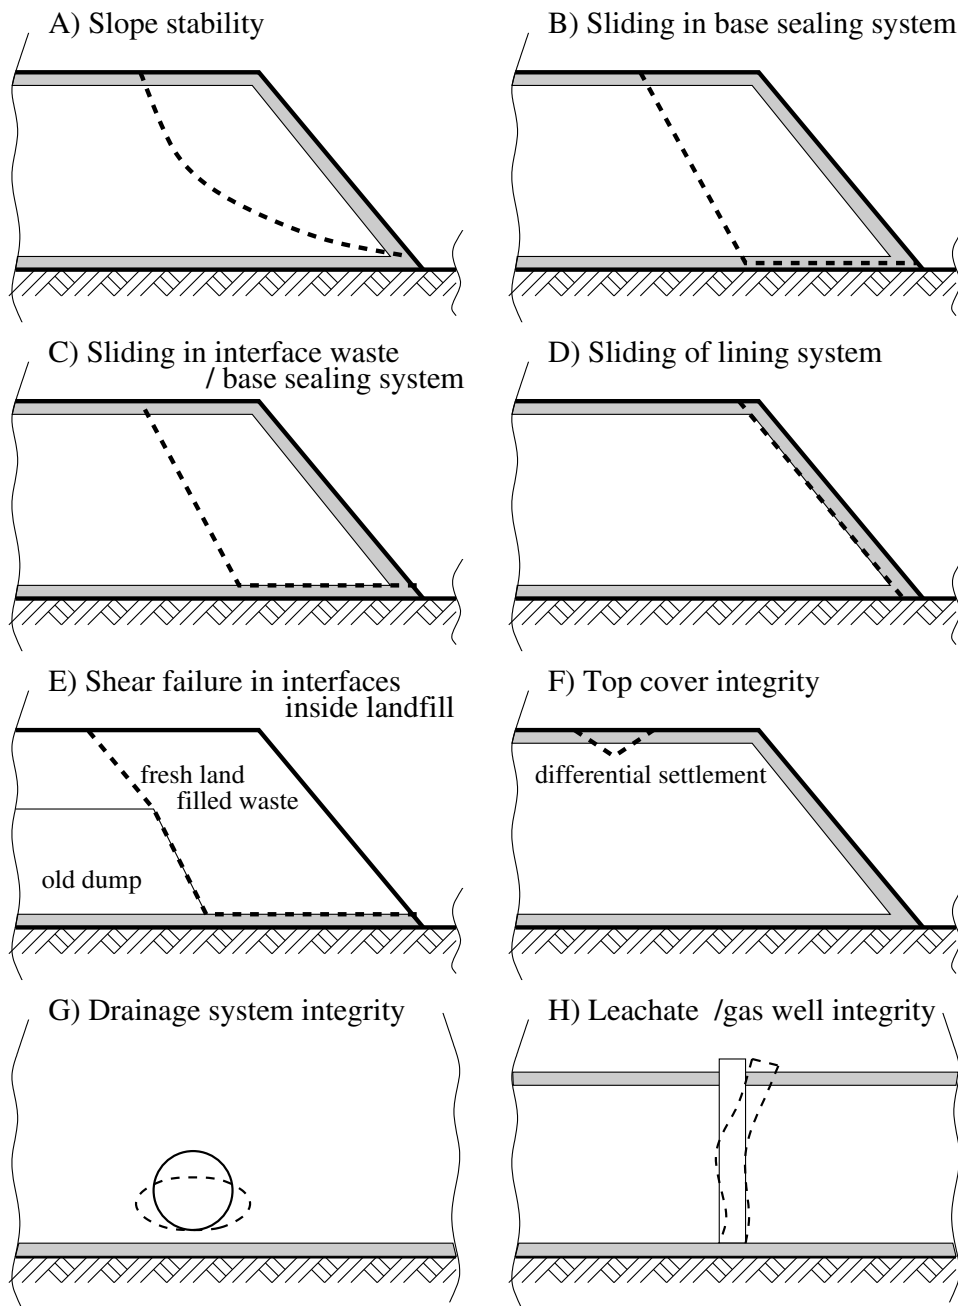 A) Slope stability
B) Sliding in base sealing system
C) Sliding in interface waste
/ base sealing system
D) Sliding of lining system
E) Shear failure in interfaces
inside landfill
fresh land
filled waste
old dump
F) Top cover integrity
differential settlement
G) Drainage system integrity
H) Leachate /gas well integrity